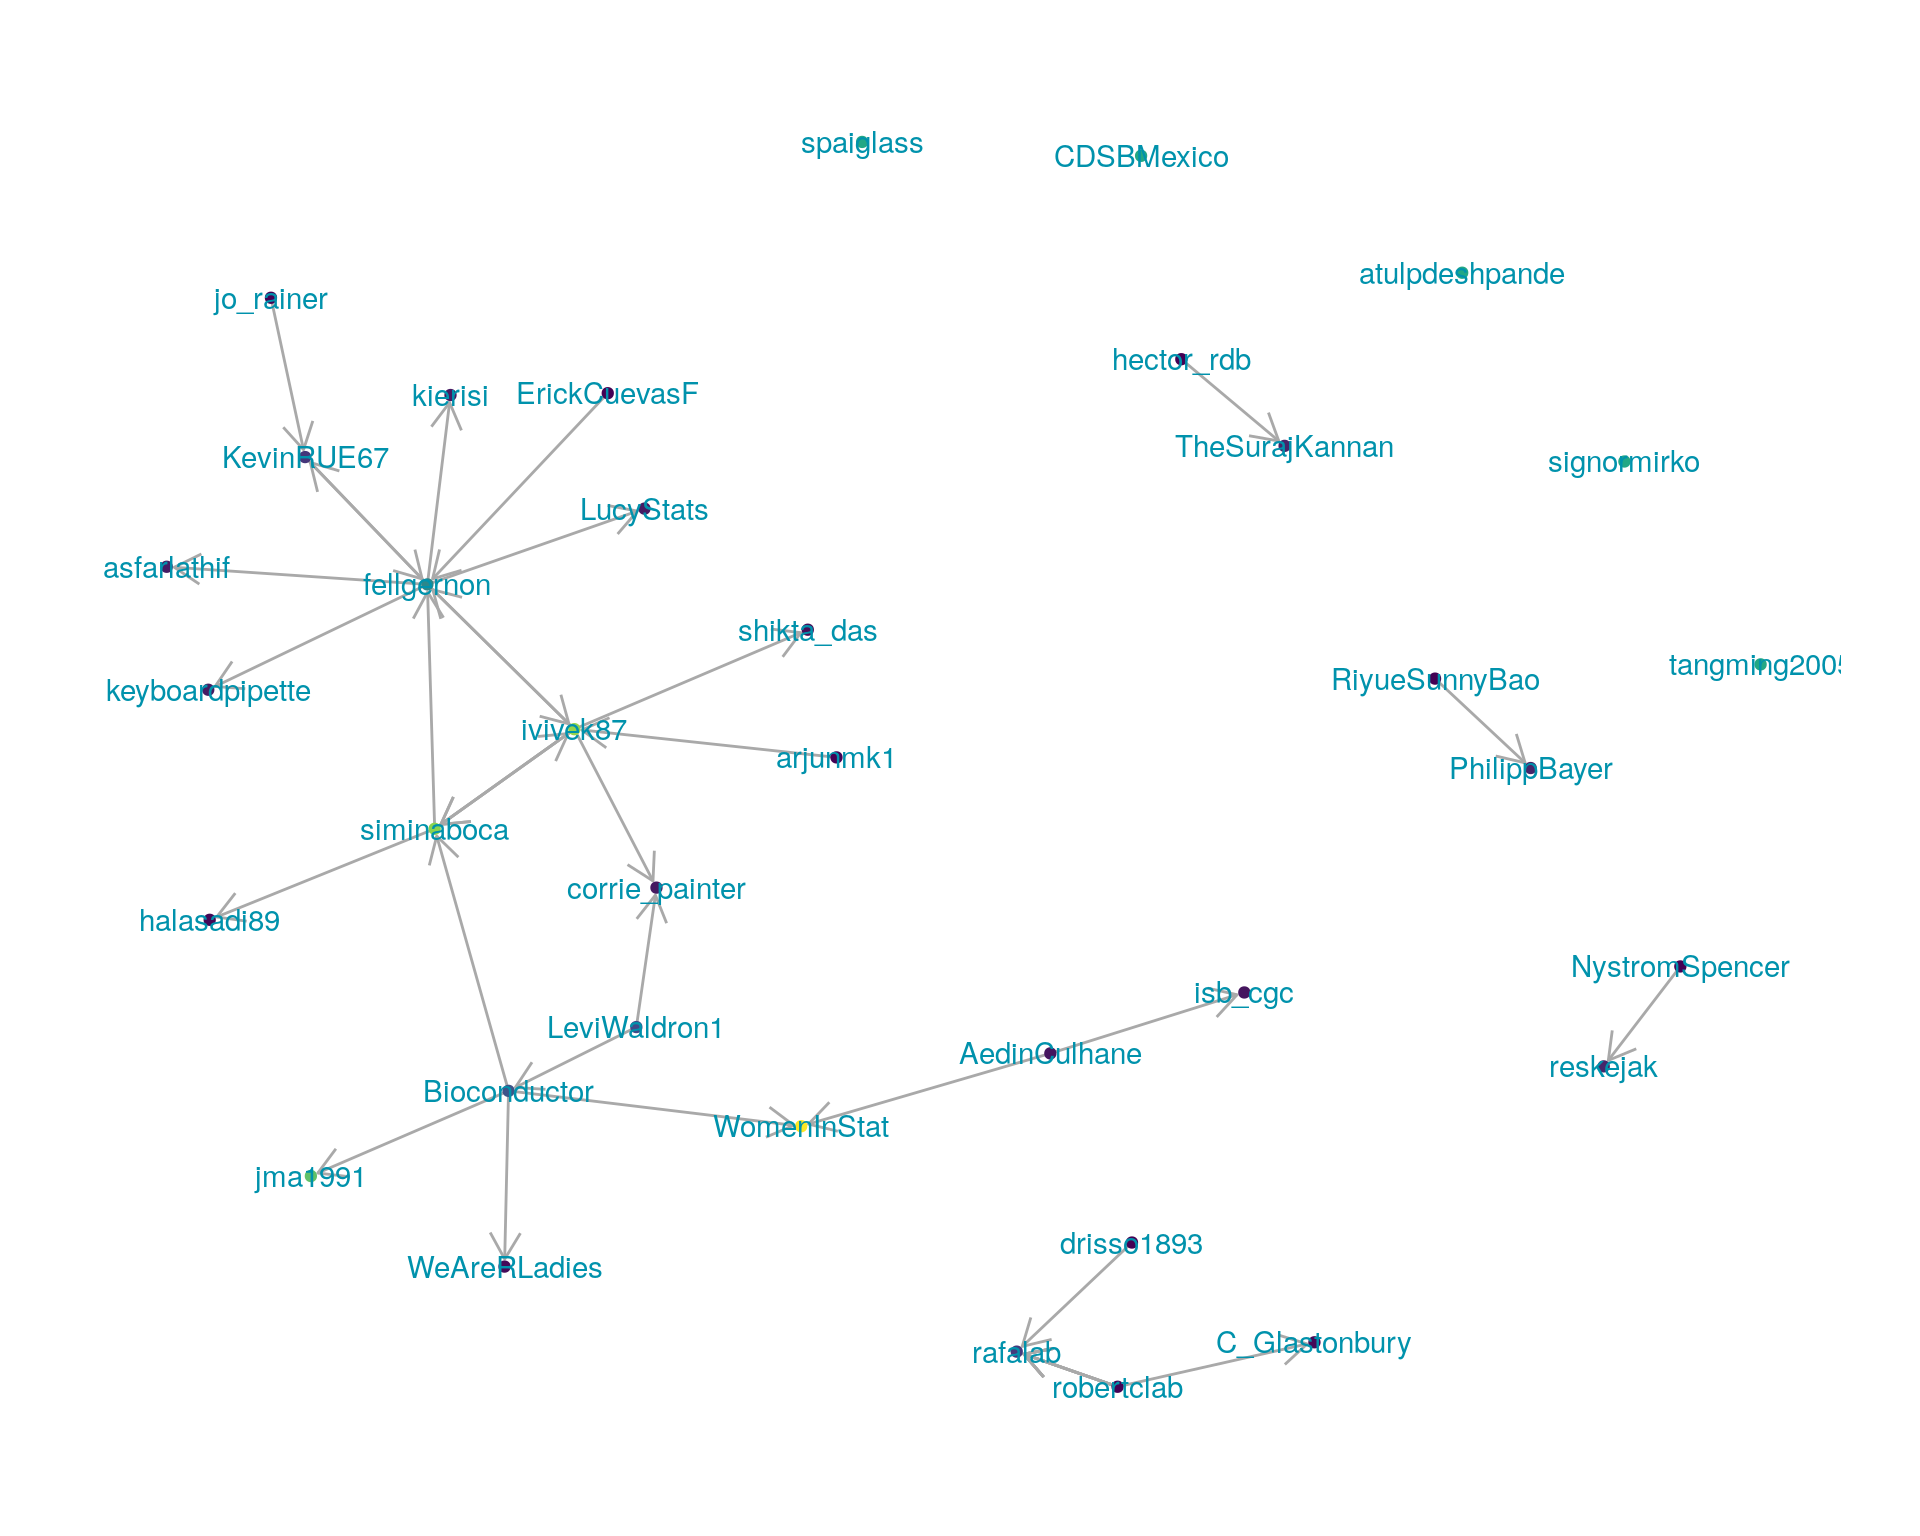 spaiglass
CDSBMexico
atulpdeshpande
jo_rainer
hector_rdb
kierisi
ErickCuevasF
TheSurajKannan
KevinRUE67
signormirko
LucyStats
asfarlathif
fellgernon
shikta_das
tangming2005
RiyueSunnyBao
keyboardpipette
ivivek87
arjunmk1
PhilippBayer
siminaboca
corrie_painter
halasadi89
NystromSpencer
isb_cgc
LeviWaldron1
AedinCulhane
reskejak
Bioconductor
WomenInStat
jma1991
drisso1893
WeAreRLadies
C_Glastonbury
rafalab
robertclab